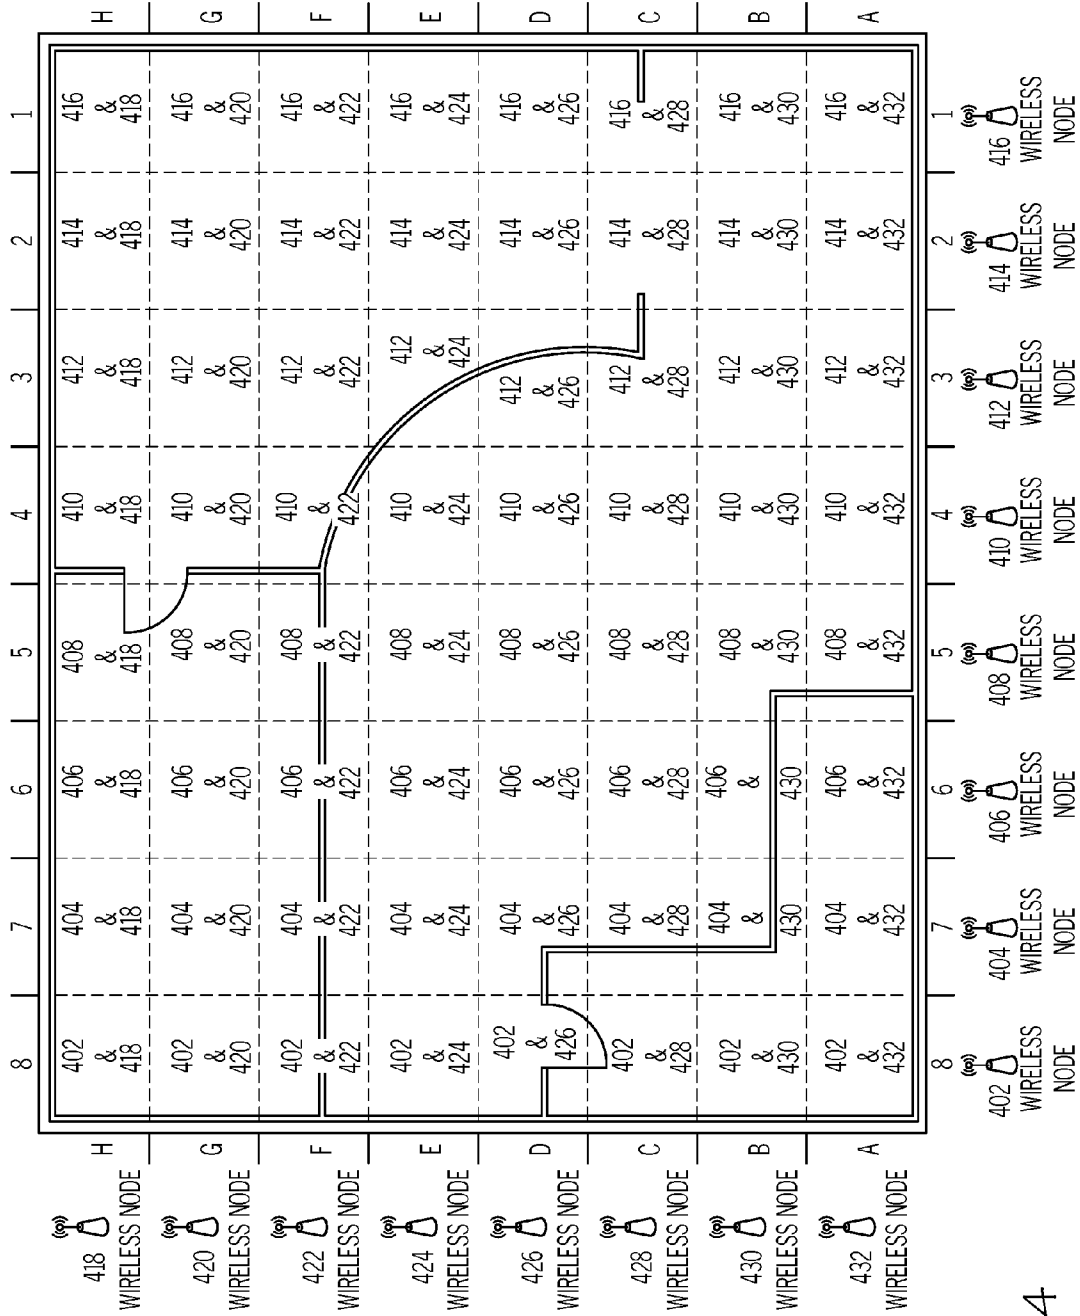 8 7 6 5 4 3 2 1
402 404 406 408 410 412 414 416
418 H & & & & & & & & H
WIRELESS NODE 418 418 418 418 418 418 418 418
402 404 406 408 410 412 414 416
420 G & & & & & & & & G
WIRELESS NODE 420 420 420 420 420 420 420 420
402 404 406 408 410 412 414 416
422 F & & & & & & & & F
WIRELESS NODE 422 422 422 422 422 422 422 422
402 404 406 408 410 412 414 416
424 E & & & & & & & & E
WIRELESS NODE 424 424 424 424 424 424 424 424
402 404 406 408 410 412 414 416
426 D & & & & & & & & D
WIRELESS NODE 426 426 426 426 426 426 426 426
402 404 406 408 410 412 414 416
428 C & & & & & & & & C
WIRELESS NODE 428 428 428 428 428 428 428 428
402 404 406 408 410 412 414 416
430 B & & & & & & & & B
WIRELESS NODE 430 430 430 430 430 430 430 430
402 404 406 408 410 412 414 416
432 A & & & & & & & & A
WIRELESS NODE 432 432 432 432 432 432 432 432
8 7 6 5 4 3 2 1
402 404 406 408 410 412 414 416
WIRELESS WIRELESS WIRELESS WIRELESS WIRELESS WIRELESS WIRELESS WIRELESS
NODE NODE NODE NODE NODE NODE NODE NODE
4